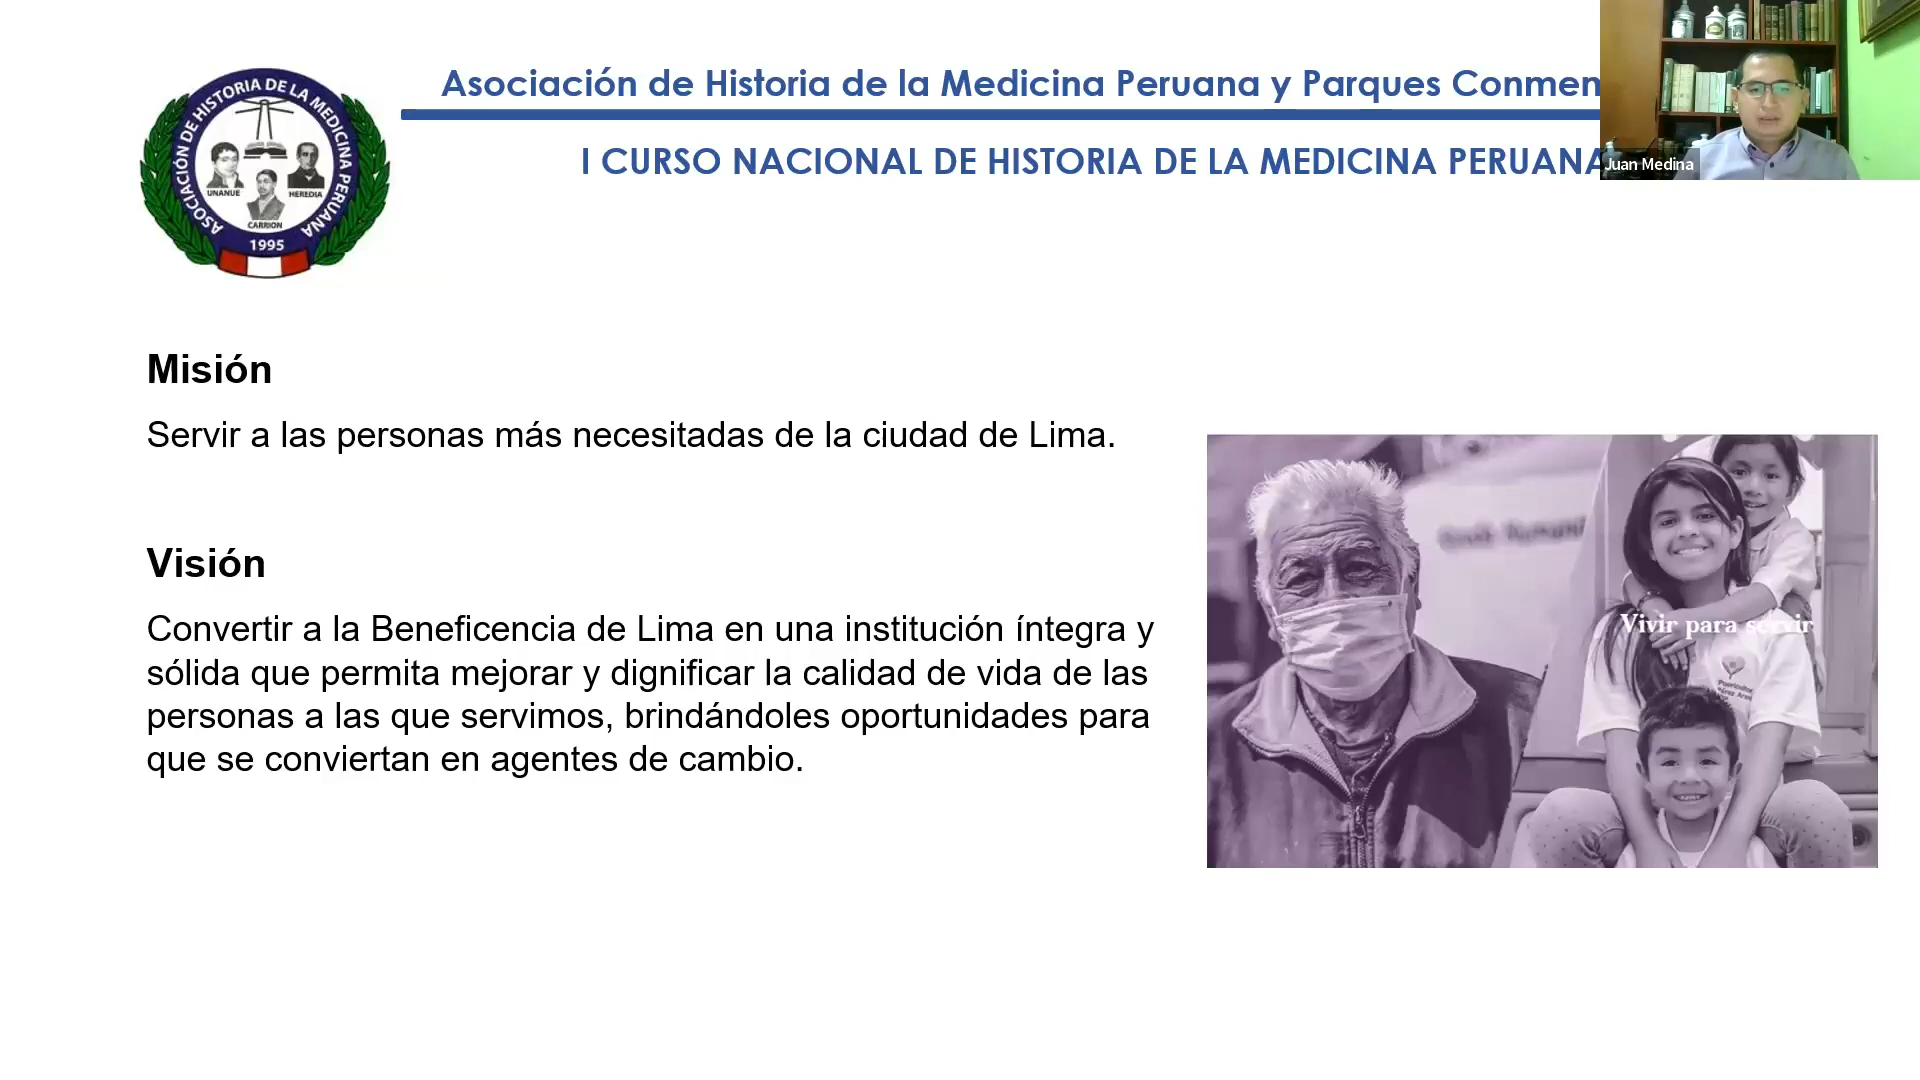 Asociación de Historia de la Medicina Peruana y Parques Conmen
I CURSO NACIONAL DE HISTORIA DE LA MEDICINA PERUANA
Juan Medina
ASOCIACIÓN DE HISTORIA DE LA MEDICINA PERUANA
UNANUE
HEREDIA
CARRION
1995
Misión
Servir a las personas más necesitadas de la ciudad de Lima.
Visión
Convertir a la Beneficencia de Lima en una institución íntegra y
sólida que permita mejorar y dignificar la calidad de vida de las
personas a las que servimos, brindándoles oportunidades para
que se conviertan en agentes de cambio.
Vivir para servir